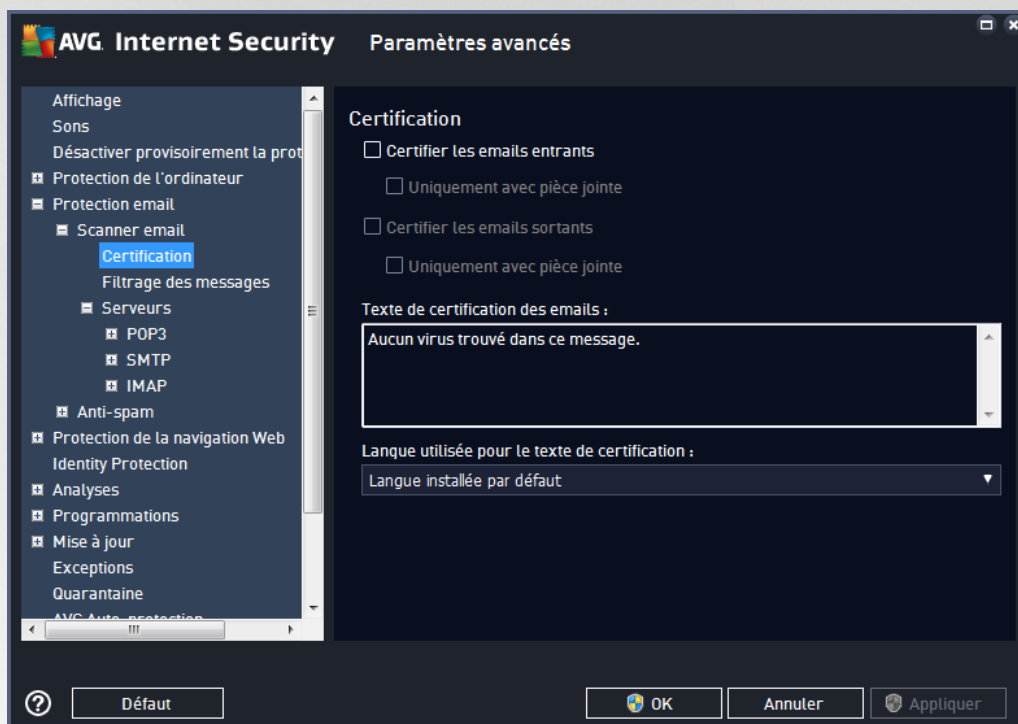 AVG. Internet Security Paramètres avancés
Affichage
Sons
Désactiver provisoirement la prot
Protection de l'ordinateur
Protection email
Scanner email
Certification
Filtrage des messages
Serveurs
POP3
SMTP
IMAP
Anti-spam
Protection de la navigation Web
Identity Protection
Analyses
Programmations
Mise à jour
Exceptions
Quarantaine
AVG Auto-protection
Certification
Certifier les emails entrants
Uniquement avec pièce jointe
Certifier les emails sortants
Uniquement avec pièce jointe
Texte de certification des emails :
Aucun virus trouvé dans ce message.
Langue utilisée pour le texte de certification :
Langue installée par défaut
? Défaut OK Annuler Appliquer